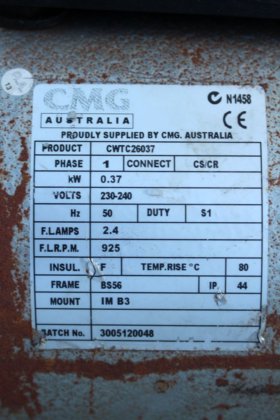 CMG N1458
AUSTRALIA CE
PROUDLY SUPPLIED BY CMG. AUSTRALIA
PRODUCT CWTC26037
PHASE 1 CONNECT CS/CR
kW 0.37
VOLTS 230-240
Hz 50 DUTY S1
F.LAMPS 2.4
F.L.R.P.M. 925
INSUL. F TEMP.RISE °C 80
FRAME BS56 IP. 44
MOUNT IM B3
BATCH No. 3005120048